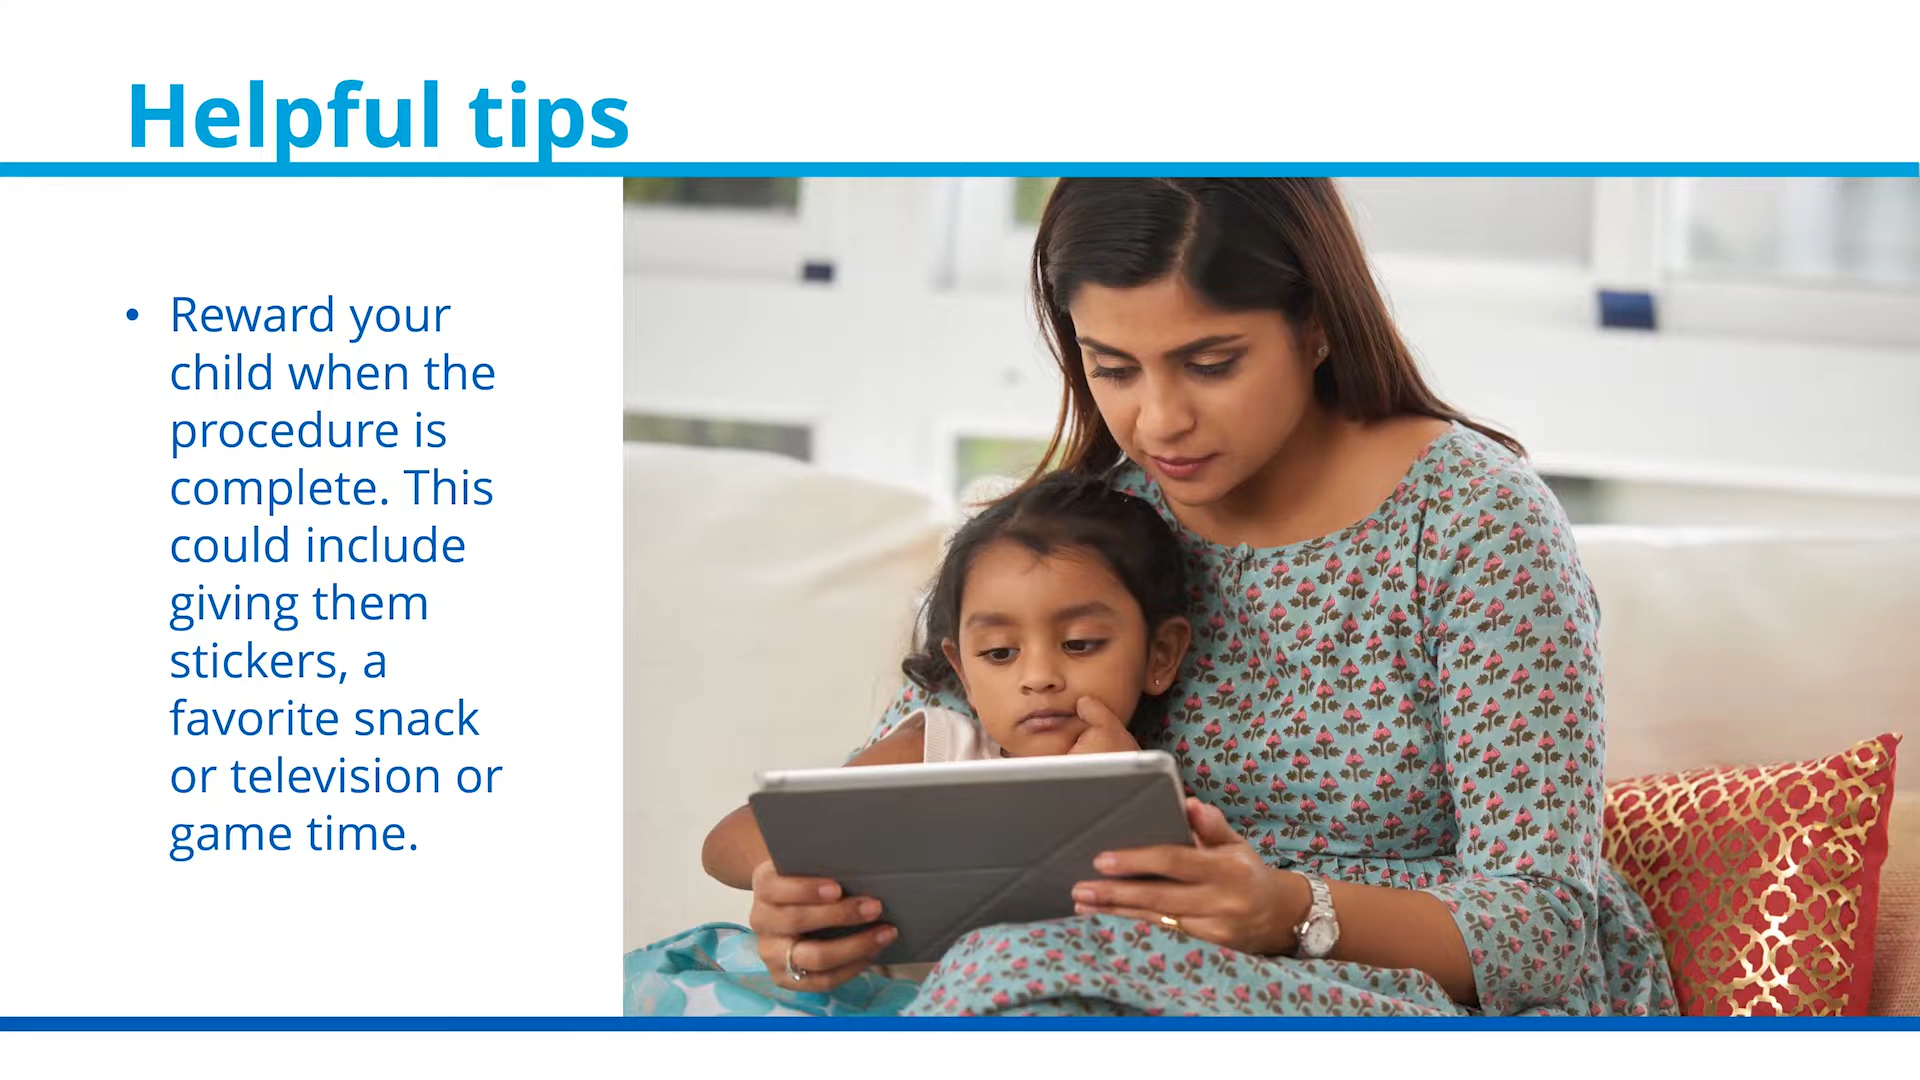 Helpful tips
• Reward your
child when the
procedure is
complete. This
could include
giving them
stickers, a
favorite snack
or television or
game time.